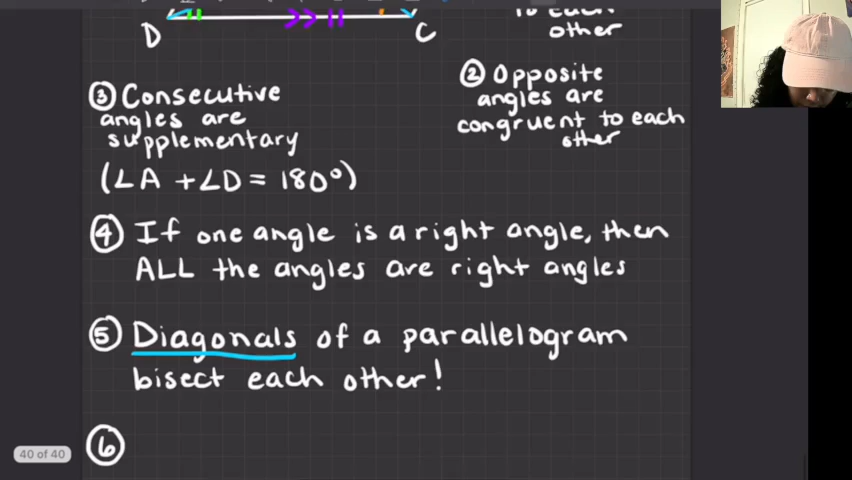 D
C
to each
other
③ Consecutive
angles are
supplementary
(∠A + ∠D = 180°)
② Opposite
angles are
congruent to each
other
④ If one angle is a right angle, then
ALL the angles are right angles
⑤ Diagonals of a parallelogram
bisect each other!
⑥
40 of 40